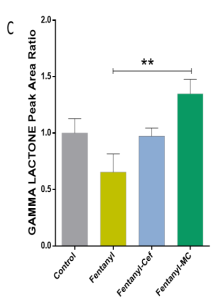 C
GAMMA LACTONE Peak Area Ratio
2.0
1.5
1.0
0.5
0.0
**
Control
Fentanyl
Fentanyl-Cef
Fentanyl-MC